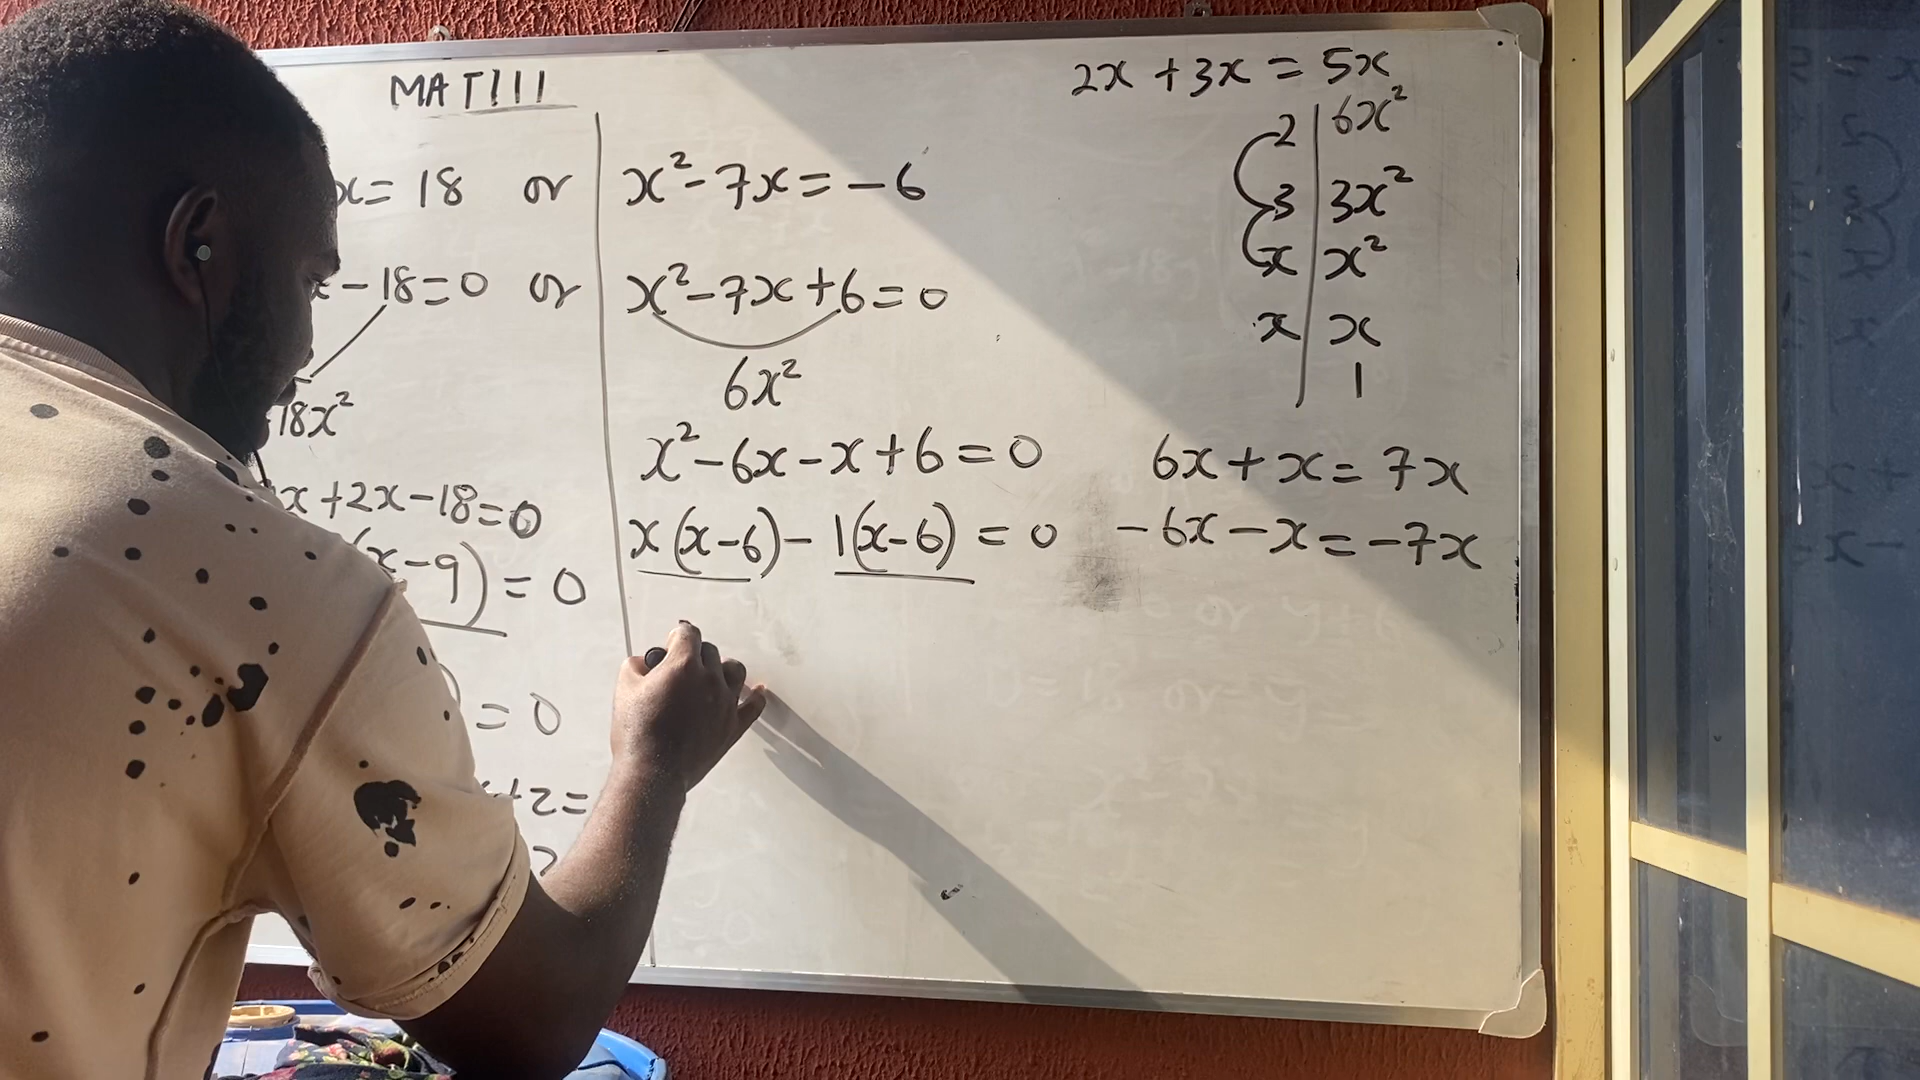 MAT111
x = 18 or
x - 18 = 0 or
18x²
x + 2x - 18 = 0
(x - 9) = 0
) = 0
+ 2 =
x² - 7x = -6
x² - 7x + 6 = 0
6x²
x² - 6x - x + 6 = 0
x(x - 6) - 1(x - 6) = 0
2x + 3x = 5x
2 | 6x²
3 | 3x²
x | x²
x | x
1
6x + x = 7x
-6x - x = -7x